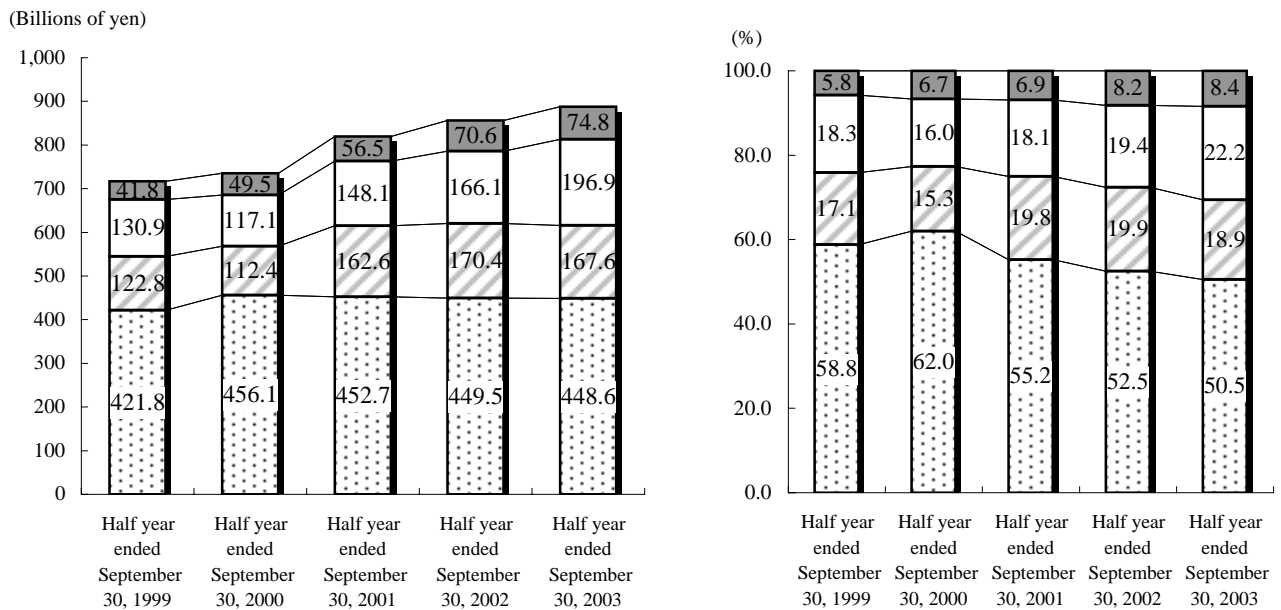 (Billions of yen)
1,000
900
800
700
600
500
400
300
200
100
0
41.8
130.9
122.8
421.8
49.5
117.1
112.4
456.1
56.5
148.1
162.6
452.7
70.6
166.1
170.4
449.5
74.8
196.9
167.6
448.6
Half year
ended
September
30, 1999
Half year
ended
September
30, 2000
Half year
ended
September
30, 2001
Half year
ended
September
30, 2002
Half year
ended
September
30, 2003
(%)
100.0
80.0
60.0
40.0
20.0
0.0
5.8
18.3
17.1
58.8
6.7
16.0
15.3
62.0
6.9
18.1
19.8
55.2
8.2
19.4
19.9
52.5
8.4
22.2
18.9
50.5
Half year
ended
September
30, 1999
Half year
ended
September
30, 2000
Half year
ended
September
30, 2001
Half year
ended
September
30, 2002
Half year
ended
September
30, 2003